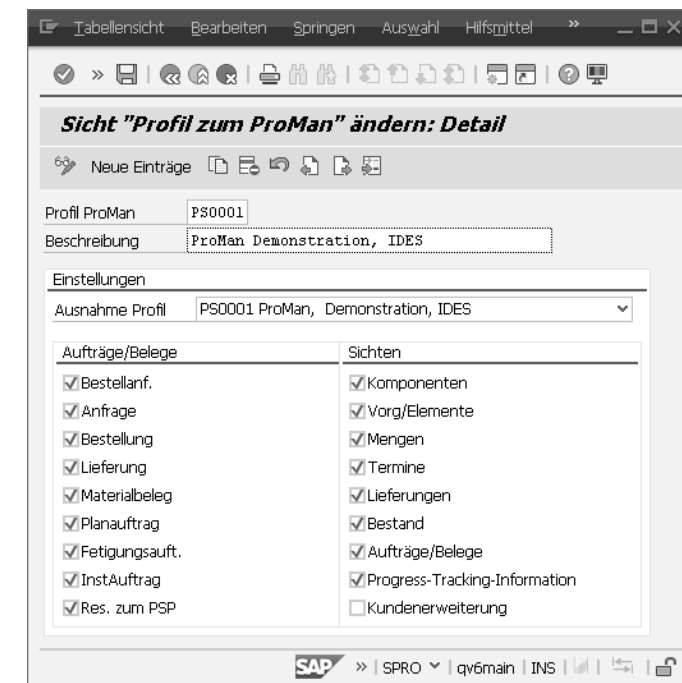 Tabellensicht Bearbeiten Springen Auswahl Hilfsmittel »
»
Sicht "Profil zum ProMan" ändern: Detail
Neue Einträge
Profil ProMan PS0001
Beschreibung ProMan Demonstration, IDES
Einstellungen
Ausnahme Profil PS0001 ProMan, Demonstration, IDES
Aufträge/Belege Sichten
Bestellanf. Komponenten
Anfrage Vorg/Elemente
Bestellung Mengen
Lieferung Termine
Materialbeleg Lieferungen
Planauftrag Bestand
Fetigungsauft. Aufträge/Belege
InstAuftrag Progress-Tracking-Information
Res. zum PSP Kundenerweiterung
SAP » | SPRO | qv6main | INS